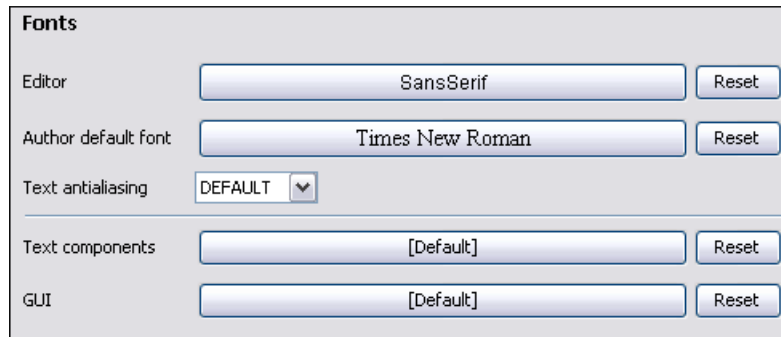 Fonts
Editor SansSerif Reset
Author default font Times New Roman Reset
Text antialiasing DEFAULT
Text components [Default] Reset
GUI [Default] Reset